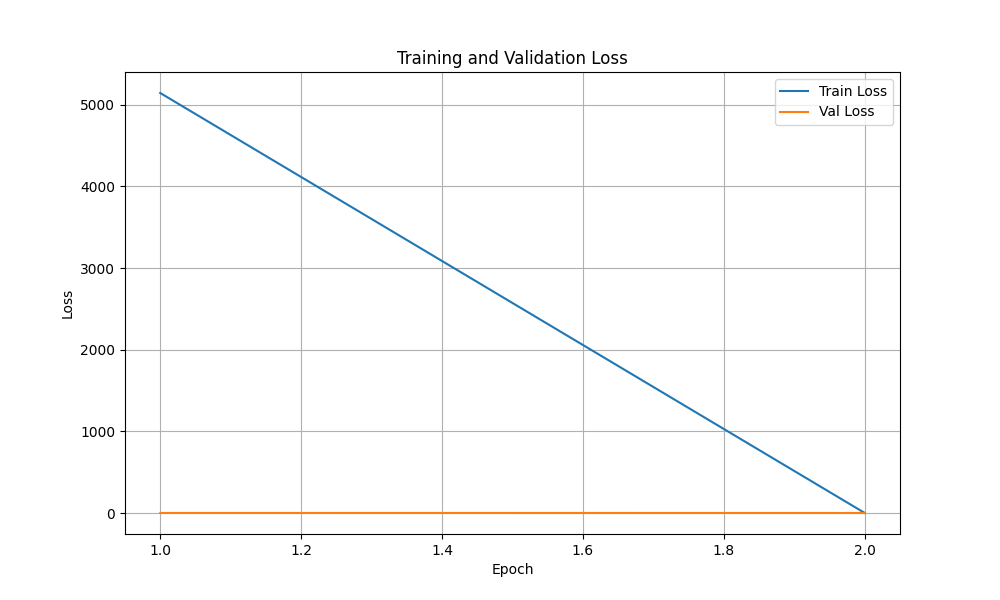 Training and Validation Loss
Train Loss
Val Loss
5000
4000
3000
2000
1000
0
Loss
1.0 1.2 1.4 1.6 1.8 2.0
Epoch